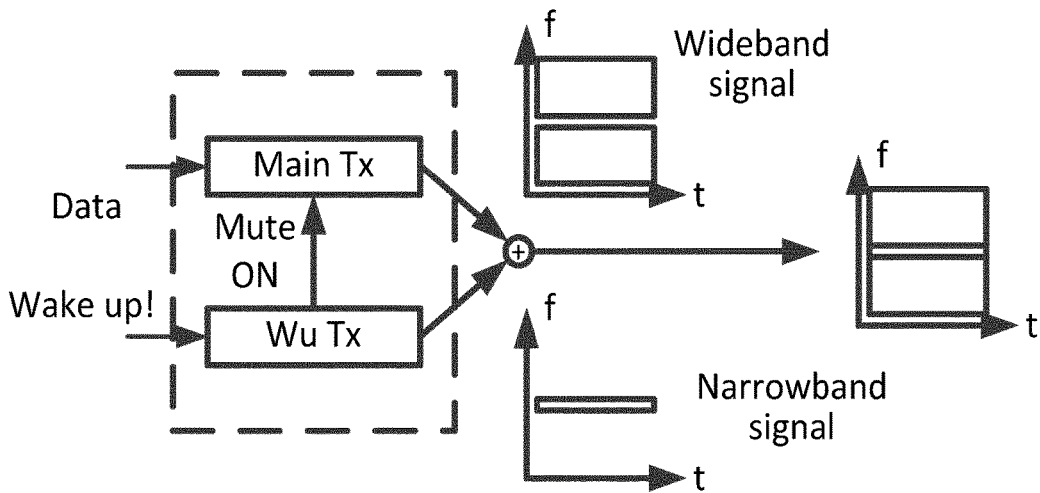 f
Wideband
signal
t
Main Tx
Data
Mute
ON
Wake up!
Wu Tx
+
f
t
f
Narrowband
signal
t